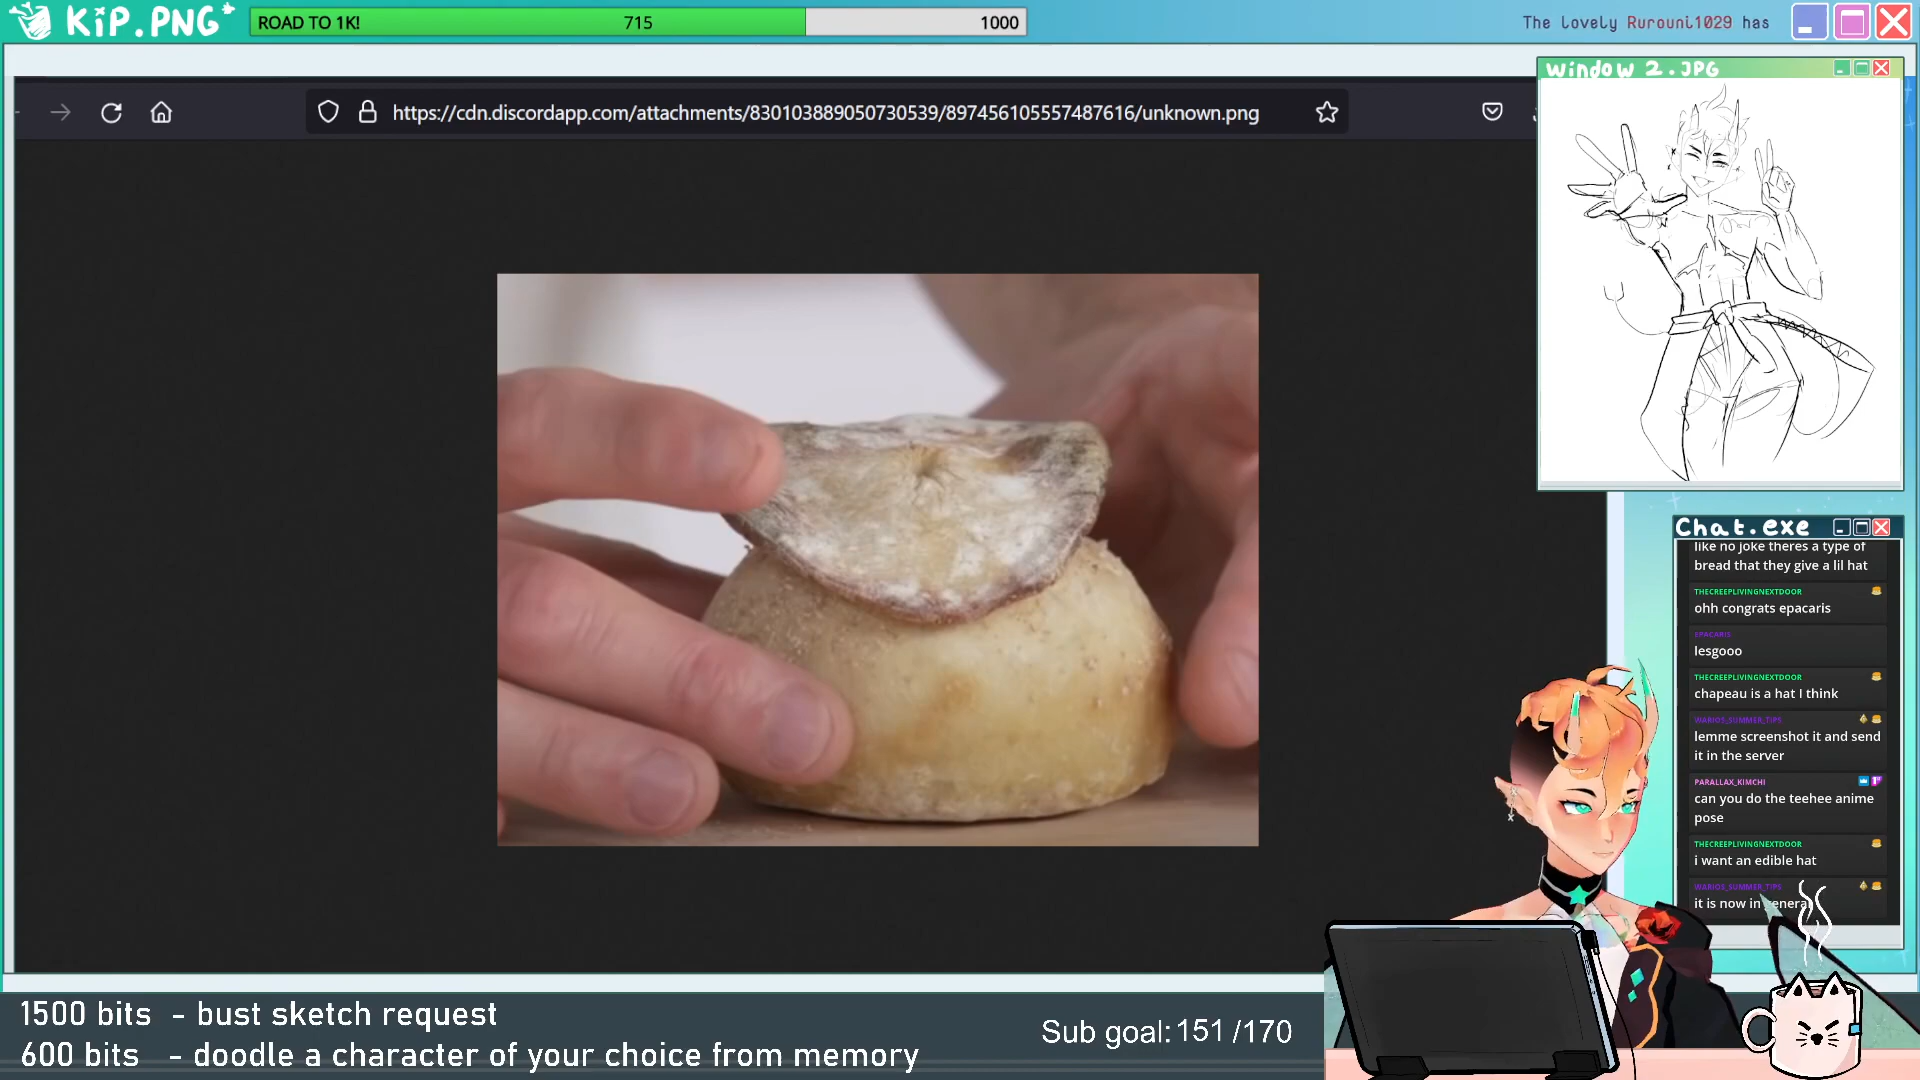 KiP.PNG
ROAD TO 1K! 715 1000
The Lovely Rurouni1029 has
https://cdn.discordapp.com/attachments/830103889050730539/897456105557487616/unknown.png
window 2.JPG
Chat.exe
like no joke theres a type of
bread that they give a lil hat
THECREEPLIVINGNEXTDOOR
ohh congrats epacaris
EPACARIS
lesgooo
THECREEPLIVINGNEXTDOOR
chapeau is a hat I think
WARIOS_SUMMER_TIPS
lemme screenshot it and send
it in the server
PARALLAX_KIMCHI
can you do the teehee anime
pose
THECREEPLIVINGNEXTDOOR
i want an edible hat
WARIOS_SUMMER_TIPS
it is now in general
1500 bits - bust sketch request
600 bits - doodle a character of your choice from memory
Sub goal: 151 /170